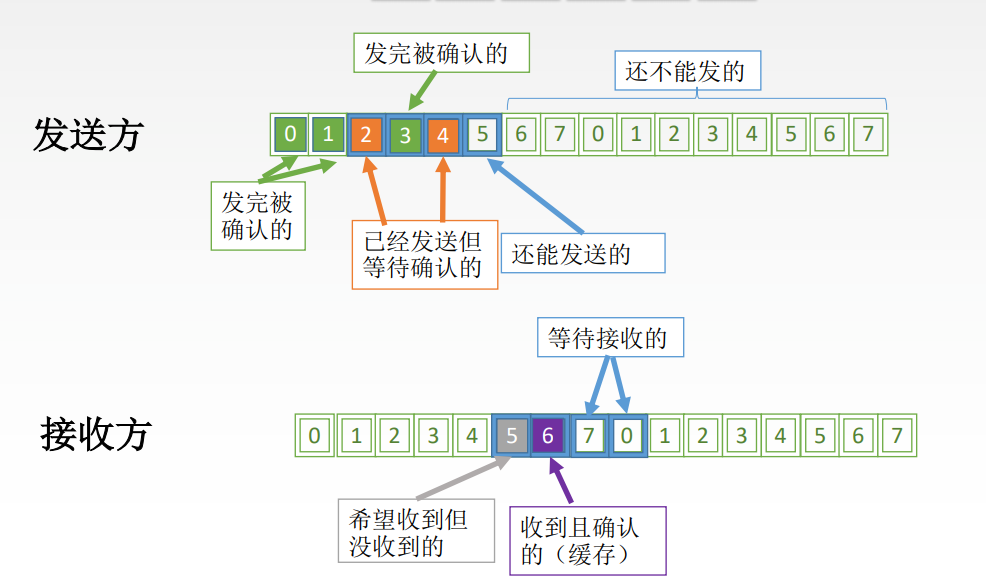 发完被确认的
还不能发的
发送方
0 1 2 3 4 5 6 7 0 1 2 3 4 5 6 7
发完被
确认的
已经发送但
等待确认的
还能发送的
等待接收的
接收方
0 1 2 3 4 5 6 7 0 1 2 3 4 5 6 7
希望收到但
没收到的
收到且确认
的（缓存）